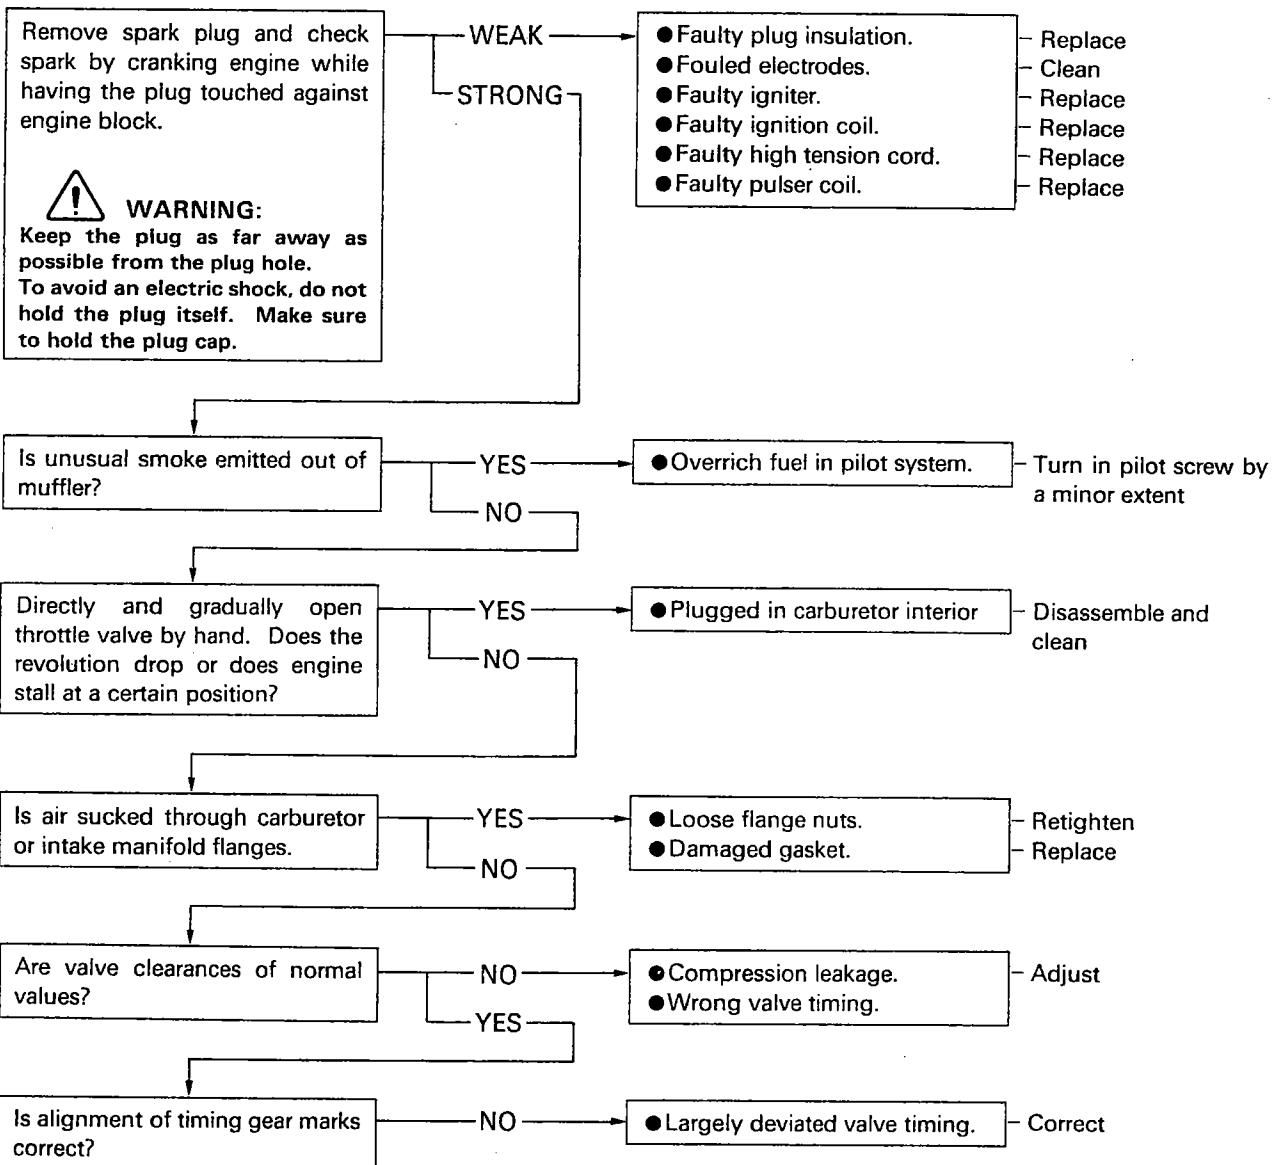 Remove spark plug and check
spark by cranking engine while
having the plug touched against
engine block.
WARNING:
Keep the plug as far away as
possible from the plug hole.
To avoid an electric shock, do not
hold the plug itself. Make sure
to hold the plug cap.
WEAK
STRONG
●Faulty plug insulation.
●Fouled electrodes.
●Faulty igniter.
●Faulty ignition coil.
●Faulty high tension cord.
●Faulty pulser coil.
Replace
Clean
Replace
Replace
Replace
Replace
Is unusual smoke emitted out of
muffler?
YES
NO
●Overrich fuel in pilot system.
Turn in pilot screw by
a minor extent
Directly and gradually open
throttle valve by hand. Does the
revolution drop or does engine
stall at a certain position?
YES
NO
●Plugged in carburetor interior
Disassemble and
clean
Is air sucked through carburetor
or intake manifold flanges.
YES
NO
●Loose flange nuts.
●Damaged gasket.
Retighten
Replace
Are valve clearances of normal
values?
NO
YES
●Compression leakage.
●Wrong valve timing.
Adjust
Is alignment of timing gear marks
correct?
NO
●Largely deviated valve timing.
Correct